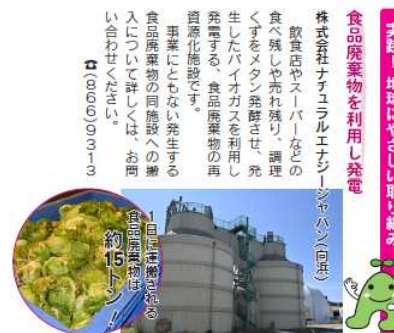 実践！地球にやさしい取り組み
食品廃棄物を利用し発電
株式会社ナチュラルエナジージャパン(向浜)
　飲食店やスーパーなどの
食べ残しや売れ残り、調理
くずをメタン発酵させ、発
生したバイオガスを利用し
発電する、食品廃棄物の再
資源化施設です。
　事業にともない発生する
食品廃棄物の同施設への搬
入について詳しくは、お問
い合わせください。
☎(866)9313
1日に運搬される
食品廃棄物は
約15トン！